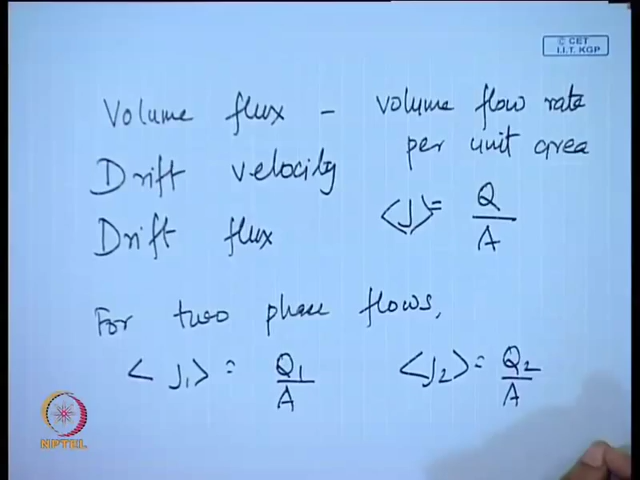 © CET
I.I.T. KGP
Volume flux – volume flow rate
per unit area
Drift velocity
Drift flux
<J> = Q/A
For two phase flows,
<J₁> = Q₁/A <J₂> = Q₂/A
NPTEL